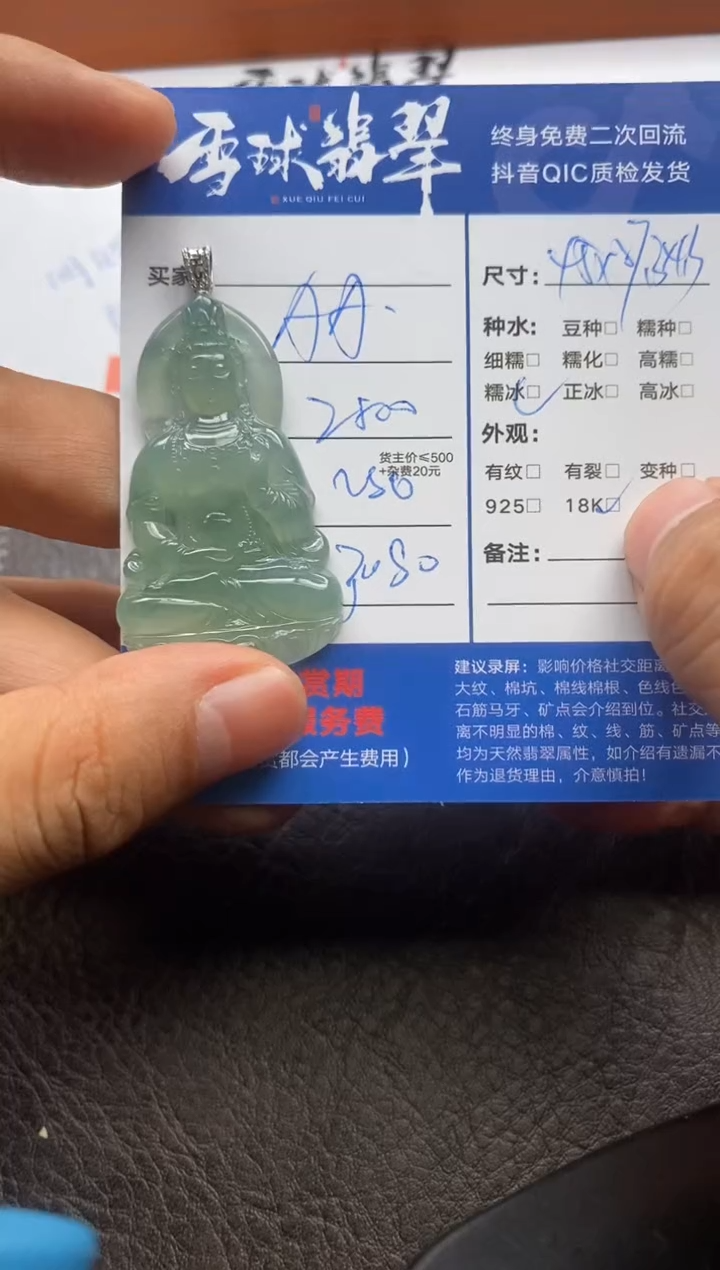 雪球翡翠
XUE QIU FEI CUI
终身免费二次回流
抖音QIC质检发货
买家
AA.
2800
货主价≤500
+杂费20元
250
3050
尺寸:
种水: 豆种□ 糯种□
细糯□ 糯化□ 高糯□
糯冰□ 正冰□ 高冰□
外观:
有纹□ 有裂□ 变种□
925□ 18K□
备注:
赏期
服务费
都会产生费用)
建议录屏：影响价格社交距离
大纹、棉坑、棉线棉根、色线色
石筋马牙、矿点会介绍到位。社交
离不明显的棉、纹、线、筋、矿点等
均为天然翡翠属性，如介绍有遗漏不
作为退货理由，介意慎拍!